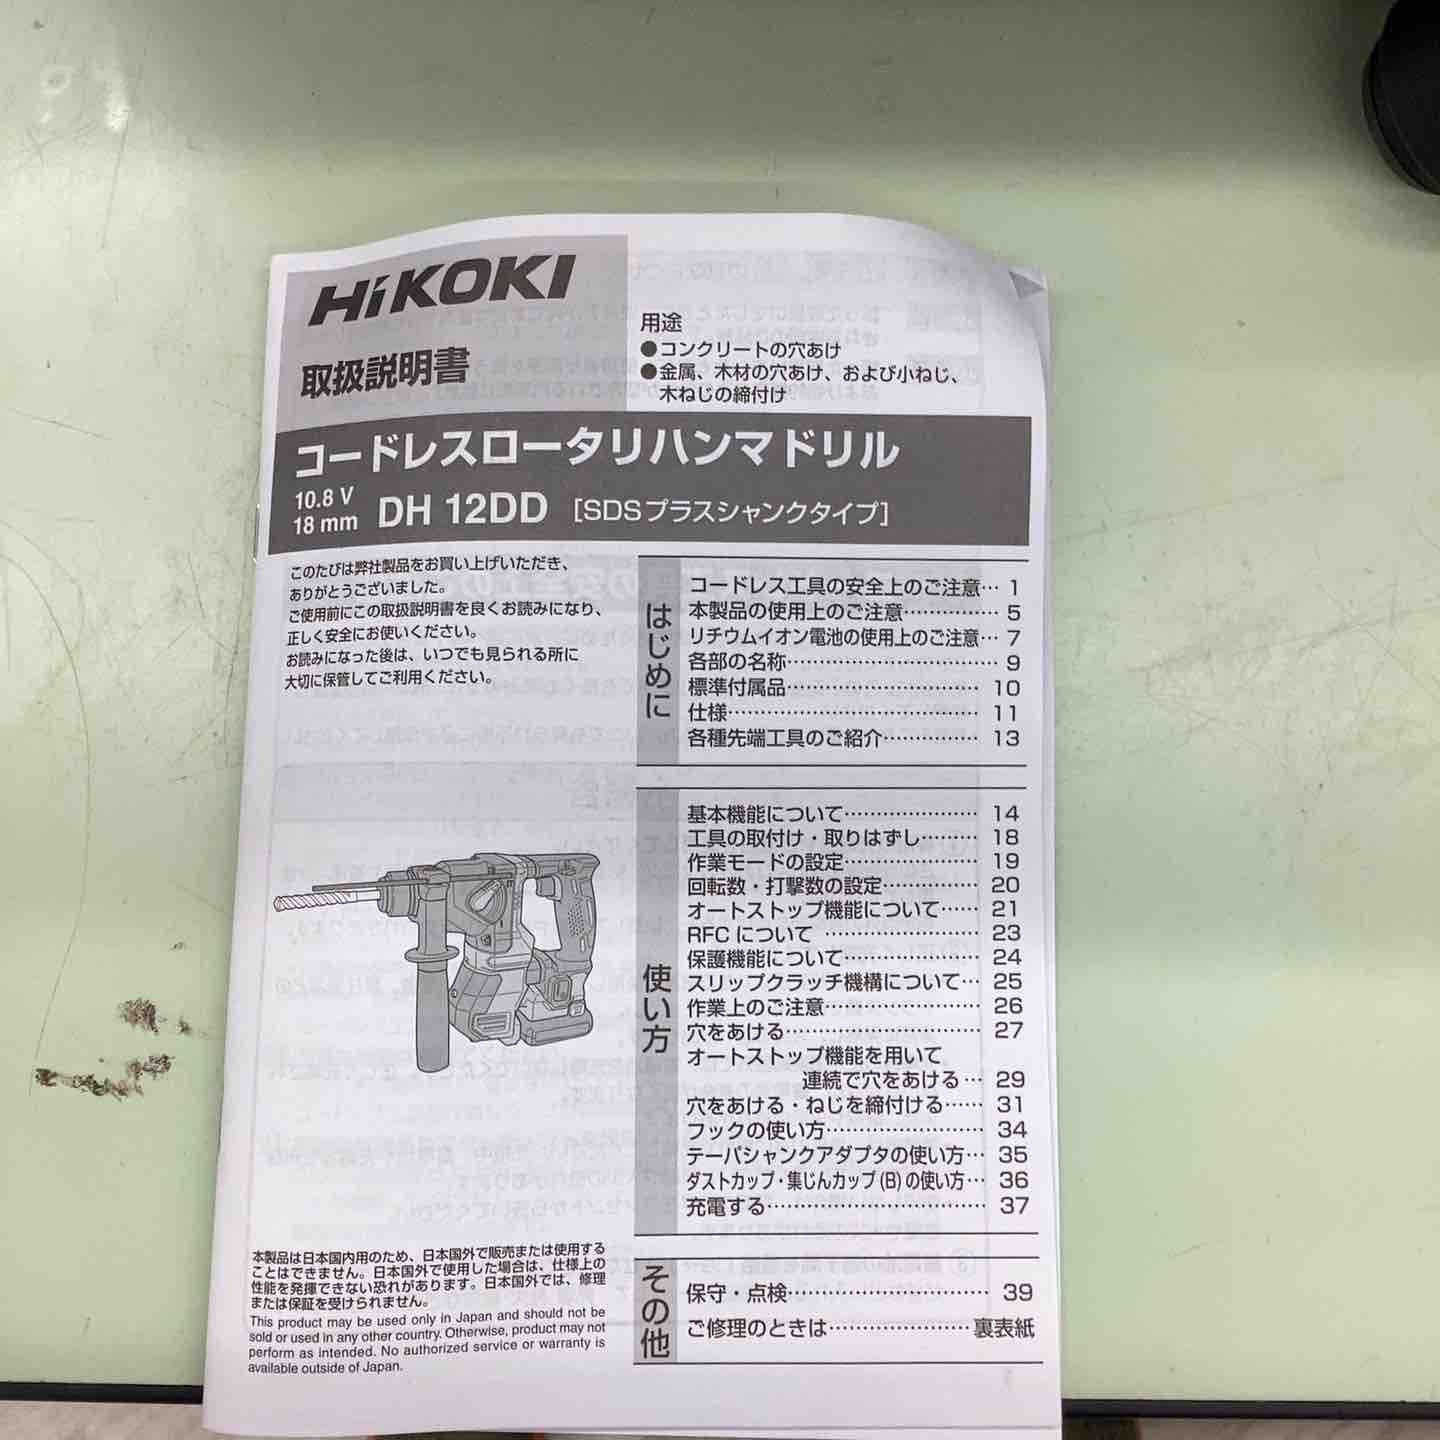 HiKOKI
取扱説明書
用途
●コンクリートの穴あけ
●金属、木材の穴あけ、および小ねじ、
木ねじの締付け
コードレスロータリハンマドリル
10.8 V
18 mm DH 12DD [SDSプラスシャンクタイプ]
このたびは弊社製品をお買い上げいただき、
ありがとうございました。
ご使用前にこの取扱説明書を良くお読みになり、
正しく安全にお使いください。
お読みになった後は、いつでも見られる所に
大切に保管してご利用ください。
はじめに
コードレス工具の安全上のご注意… 1
本製品の使用上のご注意…………… 5
リチウムイオン電池の使用上のご注意… 7
各部の名称………………………… 9
標準付属品……………………… 10
仕様……………………………… 11
各種先端工具のご紹介…………… 13
使い方
基本機能について………………… 14
工具の取付け・取りはずし……… 18
作業モードの設定………………… 19
回転数・打撃数の設定…………… 20
オートストップ機能について…… 21
RFC について…………………… 23
保護機能について………………… 24
スリップクラッチ機構について… 25
作業上のご注意…………………… 26
穴をあける………………………… 27
オートストップ機能を用いて
連続で穴をあける… 29
穴をあける・ねじを締付ける…… 31
フックの使い方…………………… 34
テーパシャンクアダプタの使い方… 35
ダストカップ・集じんカップ(B)の使い方… 36
充電する…………………………… 37
その他
保守・点検………………………… 39
ご修理のときは………………… 裏表紙
本製品は日本国内用のため、日本国外で販売または使用する
ことはできません。日本国外で使用した場合は、仕様上の
性能を発揮できない恐れがあります。日本国外では、修理
または保証を受けられません。
This product may be used only in Japan and should not be
sold or used in any other country. Otherwise, product may not
perform as intended. No authorized service or warranty is
available outside of Japan.